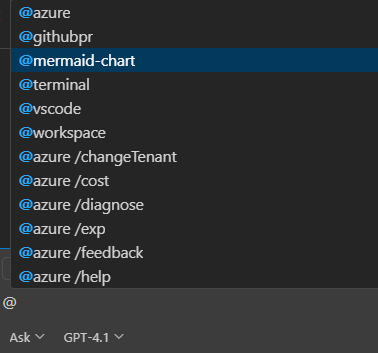 @azure
@githubpr
@mermaid-chart
@terminal
@vscode
@workspace
@azure /changeTenant
@azure /cost
@azure /diagnose
@azure /exp
@azure /feedback
@azure /help
@
Ask GPT-4.1